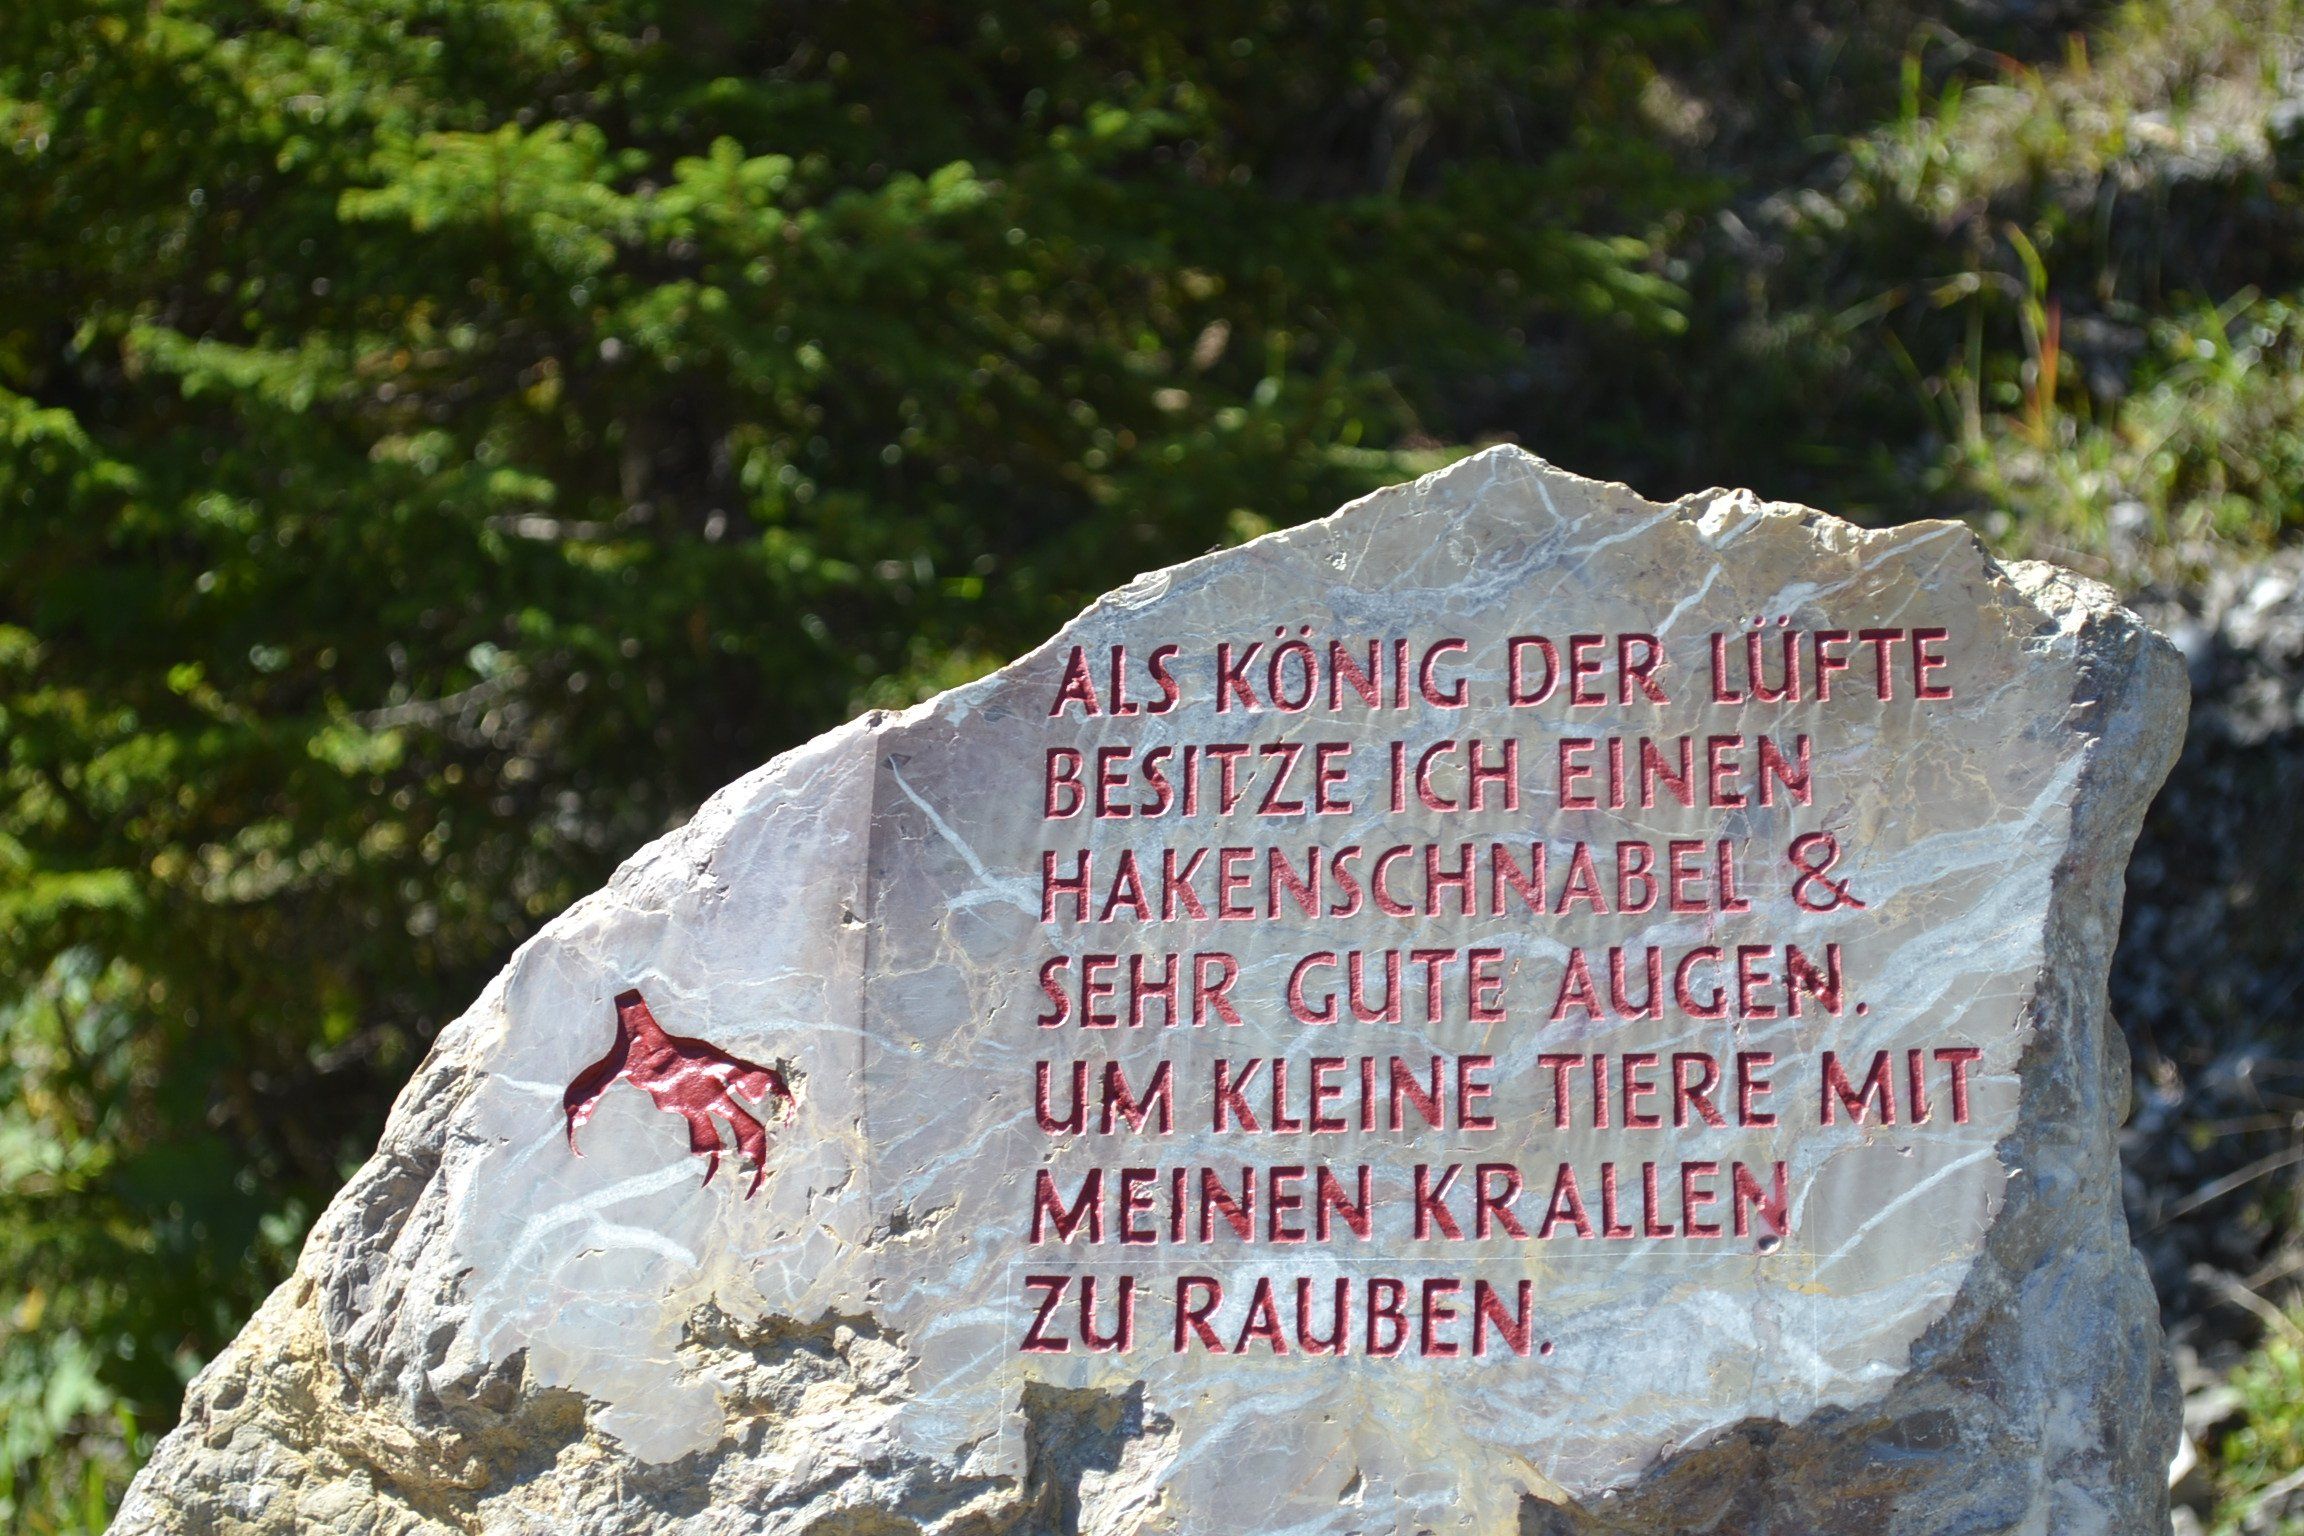 ALS KÖNIG DER LÜFTE
BESITZE ICH EINEN
HAKENSCHNABEL &
SEHR GUTE AUGEN.
UM KLEINE TIERE MIT
MEINEN KRALLEN
ZU RAUBEN.